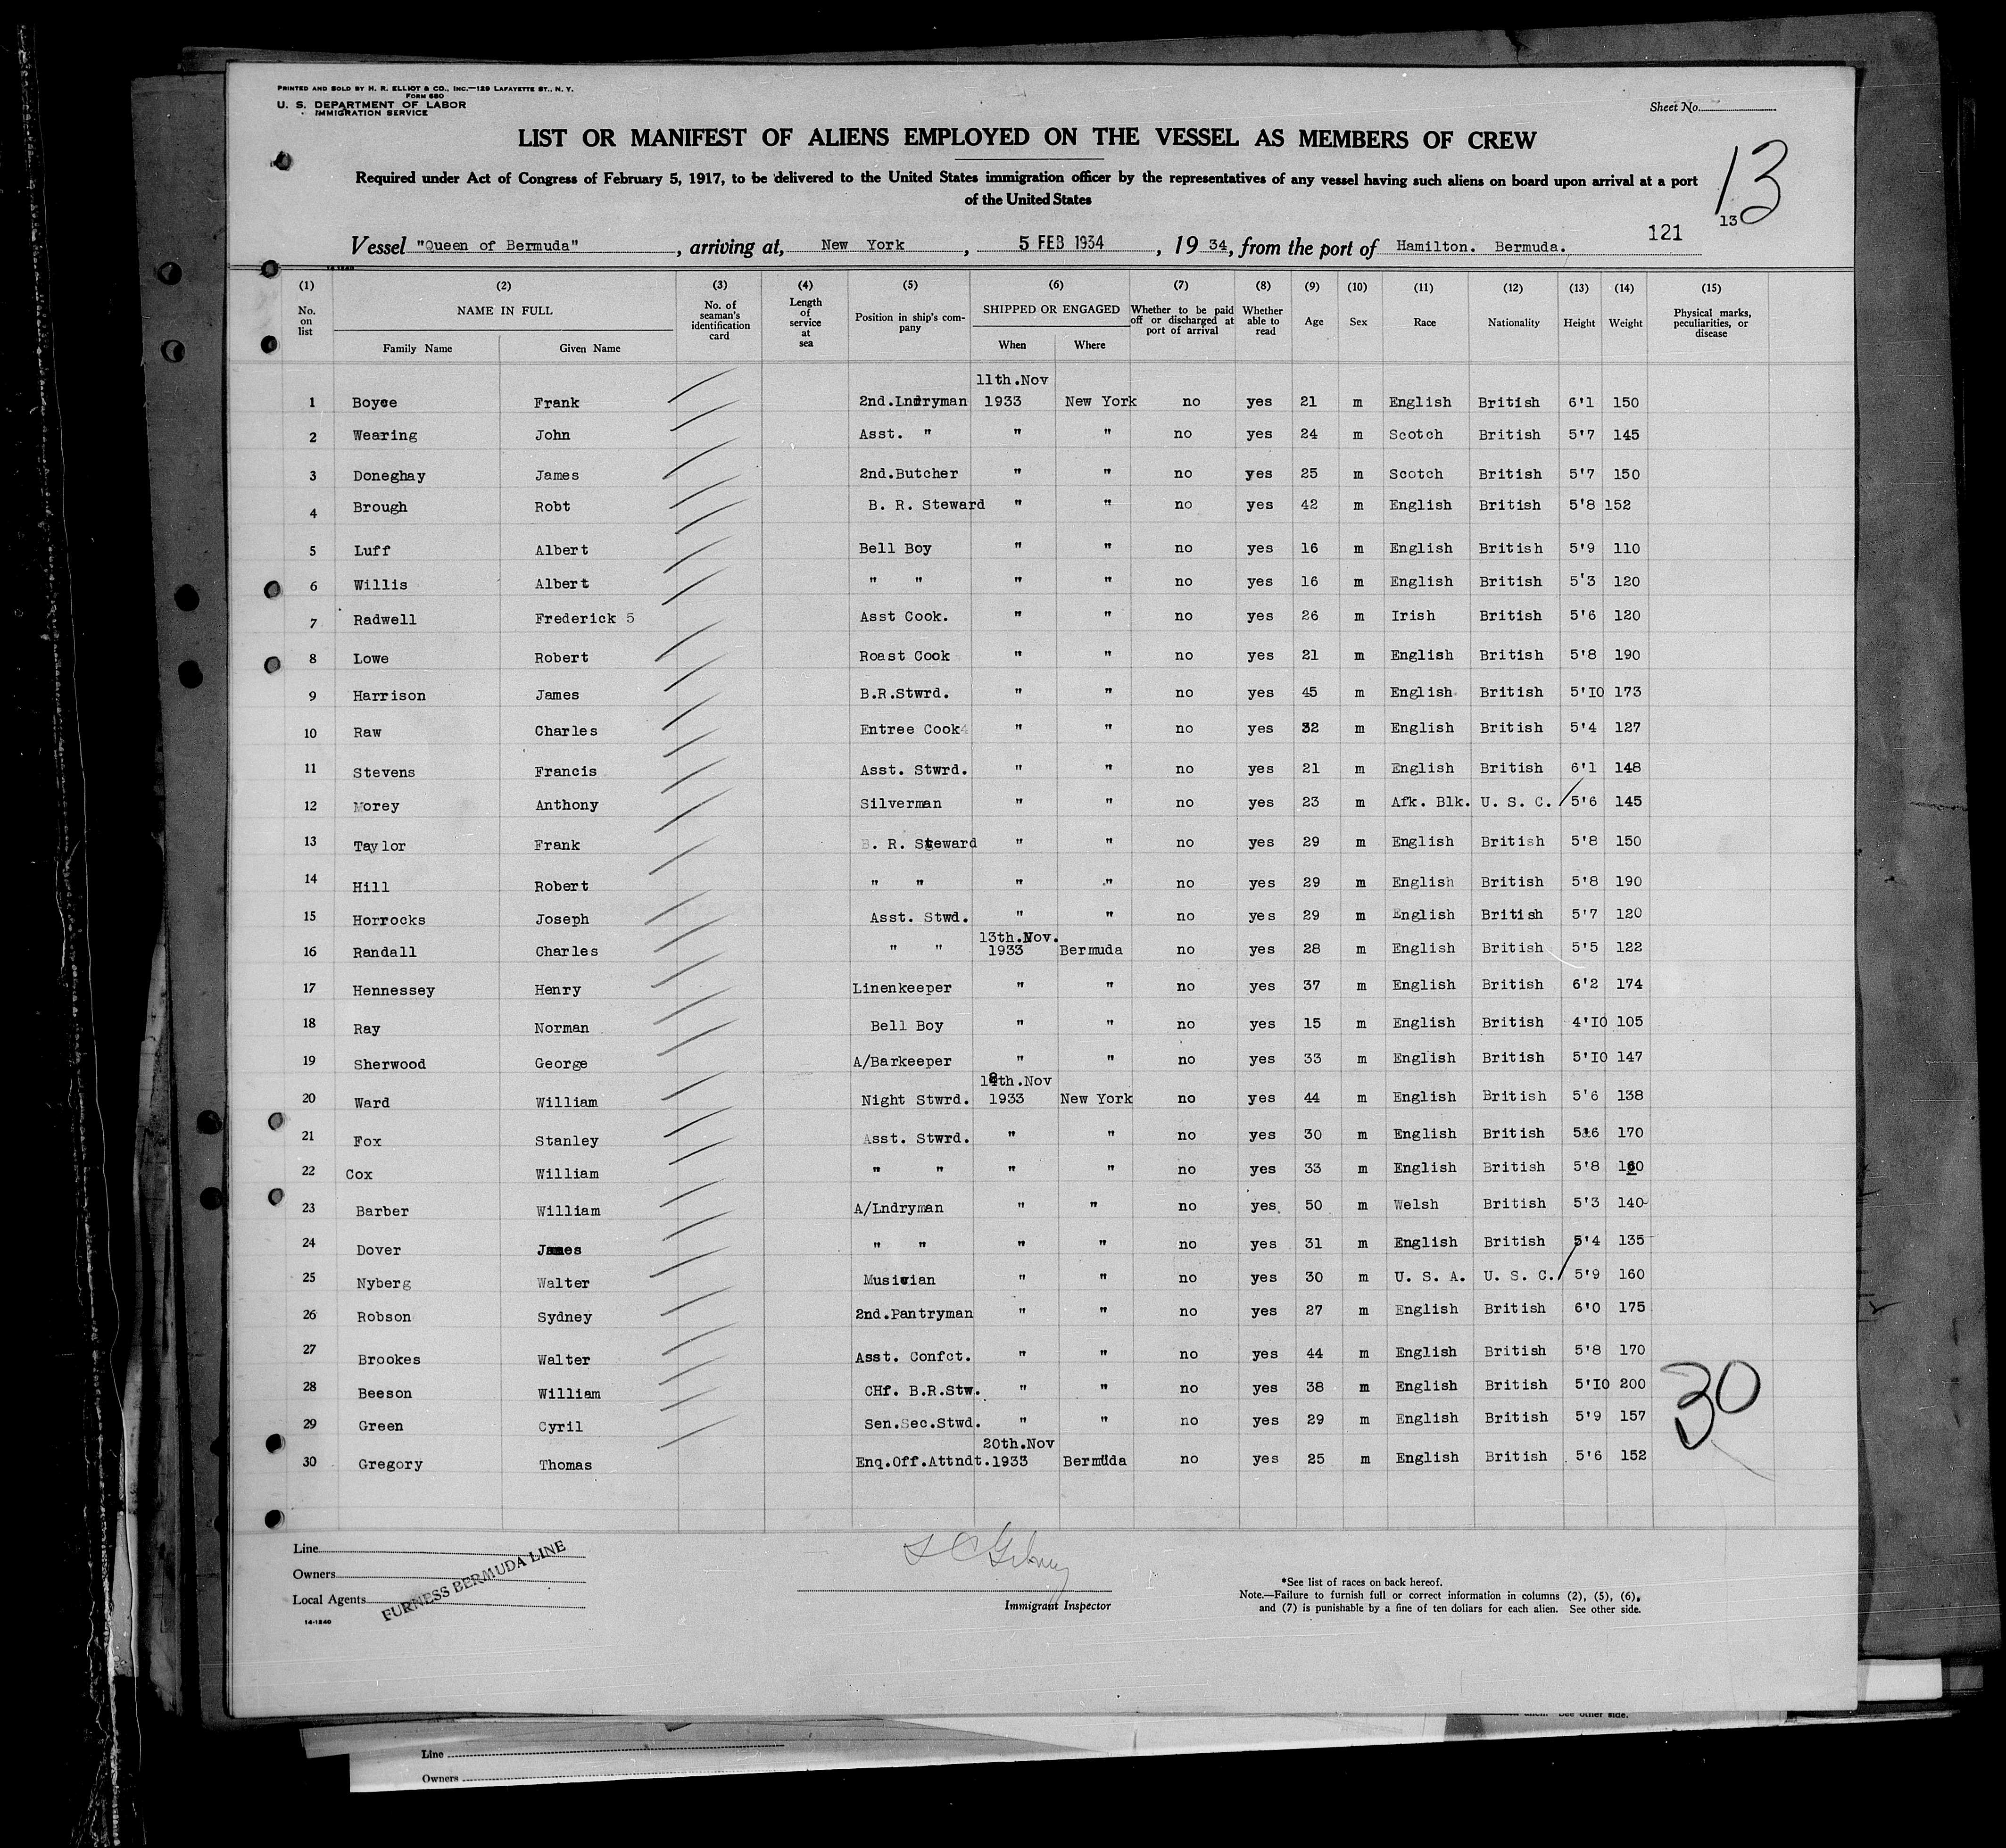 PRINTED AND SOLD BY H. R. ELLIOT & CO., INC.—129 LAFAYETTE ST., N. Y.
FORM 680
U. S. DEPARTMENT OF LABOR
IMMIGRATION SERVICE
Sheet No.
LIST OR MANIFEST OF ALIENS EMPLOYED ON THE VESSEL AS MEMBERS OF CREW
13
Required under Act of Congress of February 5, 1917, to be delivered to the United States immigration officer by the representatives of any vessel having such aliens on board upon arrival at a port
of the United States
13
121
Vessel "Queen of Bermuda", arriving at, New York, 5 FEB 1934, 19 34, from the port of Hamilton. Bermuda.
14-1240
(1) (2) (3) (4) (5) (6) (7) (8) (9) (10) (11) (12) (13) (14) (15)
No. on list NAME IN FULL Family Name Given Name No. of seaman's identification card Length of service at sea Position in ship's company SHIPPED OR ENGAGED When Where Whether to be paid off or discharged at port of arrival Whether able to read Age Sex Race Nationality Height Weight Physical marks, peculiarities, or disease
11th.Nov
1 Boyce Frank 2nd.Lndryman 1933 New York no yes 21 m English British 6'1 150
2 Wearing John Asst. " " " no yes 24 m Scotch British 5'7 145
3 Doneghay James 2nd.Butcher " " no yes 25 m Scotch British 5'7 150
4 Brough Robt B. R. Steward " " no yes 42 m English British 5'8 152
5 Luff Albert Bell Boy " " no yes 16 m English British 5'9 110
6 Willis Albert " " " " no yes 16 m English British 5'3 120
7 Radwell Frederick 5 Asst Cook. " " no yes 26 m Irish British 5'6 120
8 Lowe Robert Roast Cook " " no yes 21 m English British 5'8 190
9 Harrison James B.R.Stwrd. " " no yes 45 m English British 5'10 173
10 Raw Charles Entree Cook " " no yes 32 m English British 5'4 127
11 Stevens Francis Asst. Stwrd. " " no yes 21 m English British 6'1 148
12 Morey Anthony Silverman " " no yes 23 m Afk. Blk. U. S. C. 5'6 145
13 Taylor Frank B. R. Steward " " no yes 29 m English British 5'8 150
14 Hill Robert " " " " no yes 29 m English British 5'8 190
15 Horrocks Joseph Asst. Stwd. " " no yes 29 m English British 5'7 120
13th.Nov.
16 Randall Charles " " 1933 Bermuda no yes 28 m English British 5'5 122
17 Hennessey Henry Linenkeeper " " no yes 37 m English British 6'2 174
18 Ray Norman Bell Boy " " no yes 15 m English British 4'10 105
19 Sherwood George A/Barkeeper " " no yes 33 m English British 5'10 147
th.Nov
20 Ward William Night Stwrd. 1933 New York no yes 44 m English British 5'6 138
21 Fox Stanley Asst. Stwrd. " " no yes 30 m English British 5'6 170
22 Cox William " " " " no yes 33 m English British 5'8
23 Barber William A/Lndryman " " no yes 50 m Welsh British 5'3 140
24 Dover James " " " " no yes 31 m English British 5'4 135
25 Nyberg Walter Musician " " no yes 30 m U. S. A. U. S. C. 5'9 160
26 Robson Sydney 2nd.Pantryman " " no yes 27 m English British 6'0 175
27 Brookes Walter Asst. Confct. " " no yes 44 m English British 5'8 170
28 Beeson William CHf. B.R.Stw. " " no yes 38 m English British 5'10 200
29 Green Cyril Sen.Sec.Stwd. " " no yes 29 m English British 5'9 157
20th.Nov
30 Gregory Thomas Enq.Off.Attndt. 1933 Bermuda no yes 25 m English British 5'6 152
30
Line
Owners
Local Agents
FURNESS BERMUDA LINE
14-1240
Immigrant Inspector
*See list of races on back hereof.
Note.—Failure to furnish full or correct information in columns (2), (5), (6),
and (7) is punishable by a fine of ten dollars for each alien. See other side.
See other side.
Line
Owners